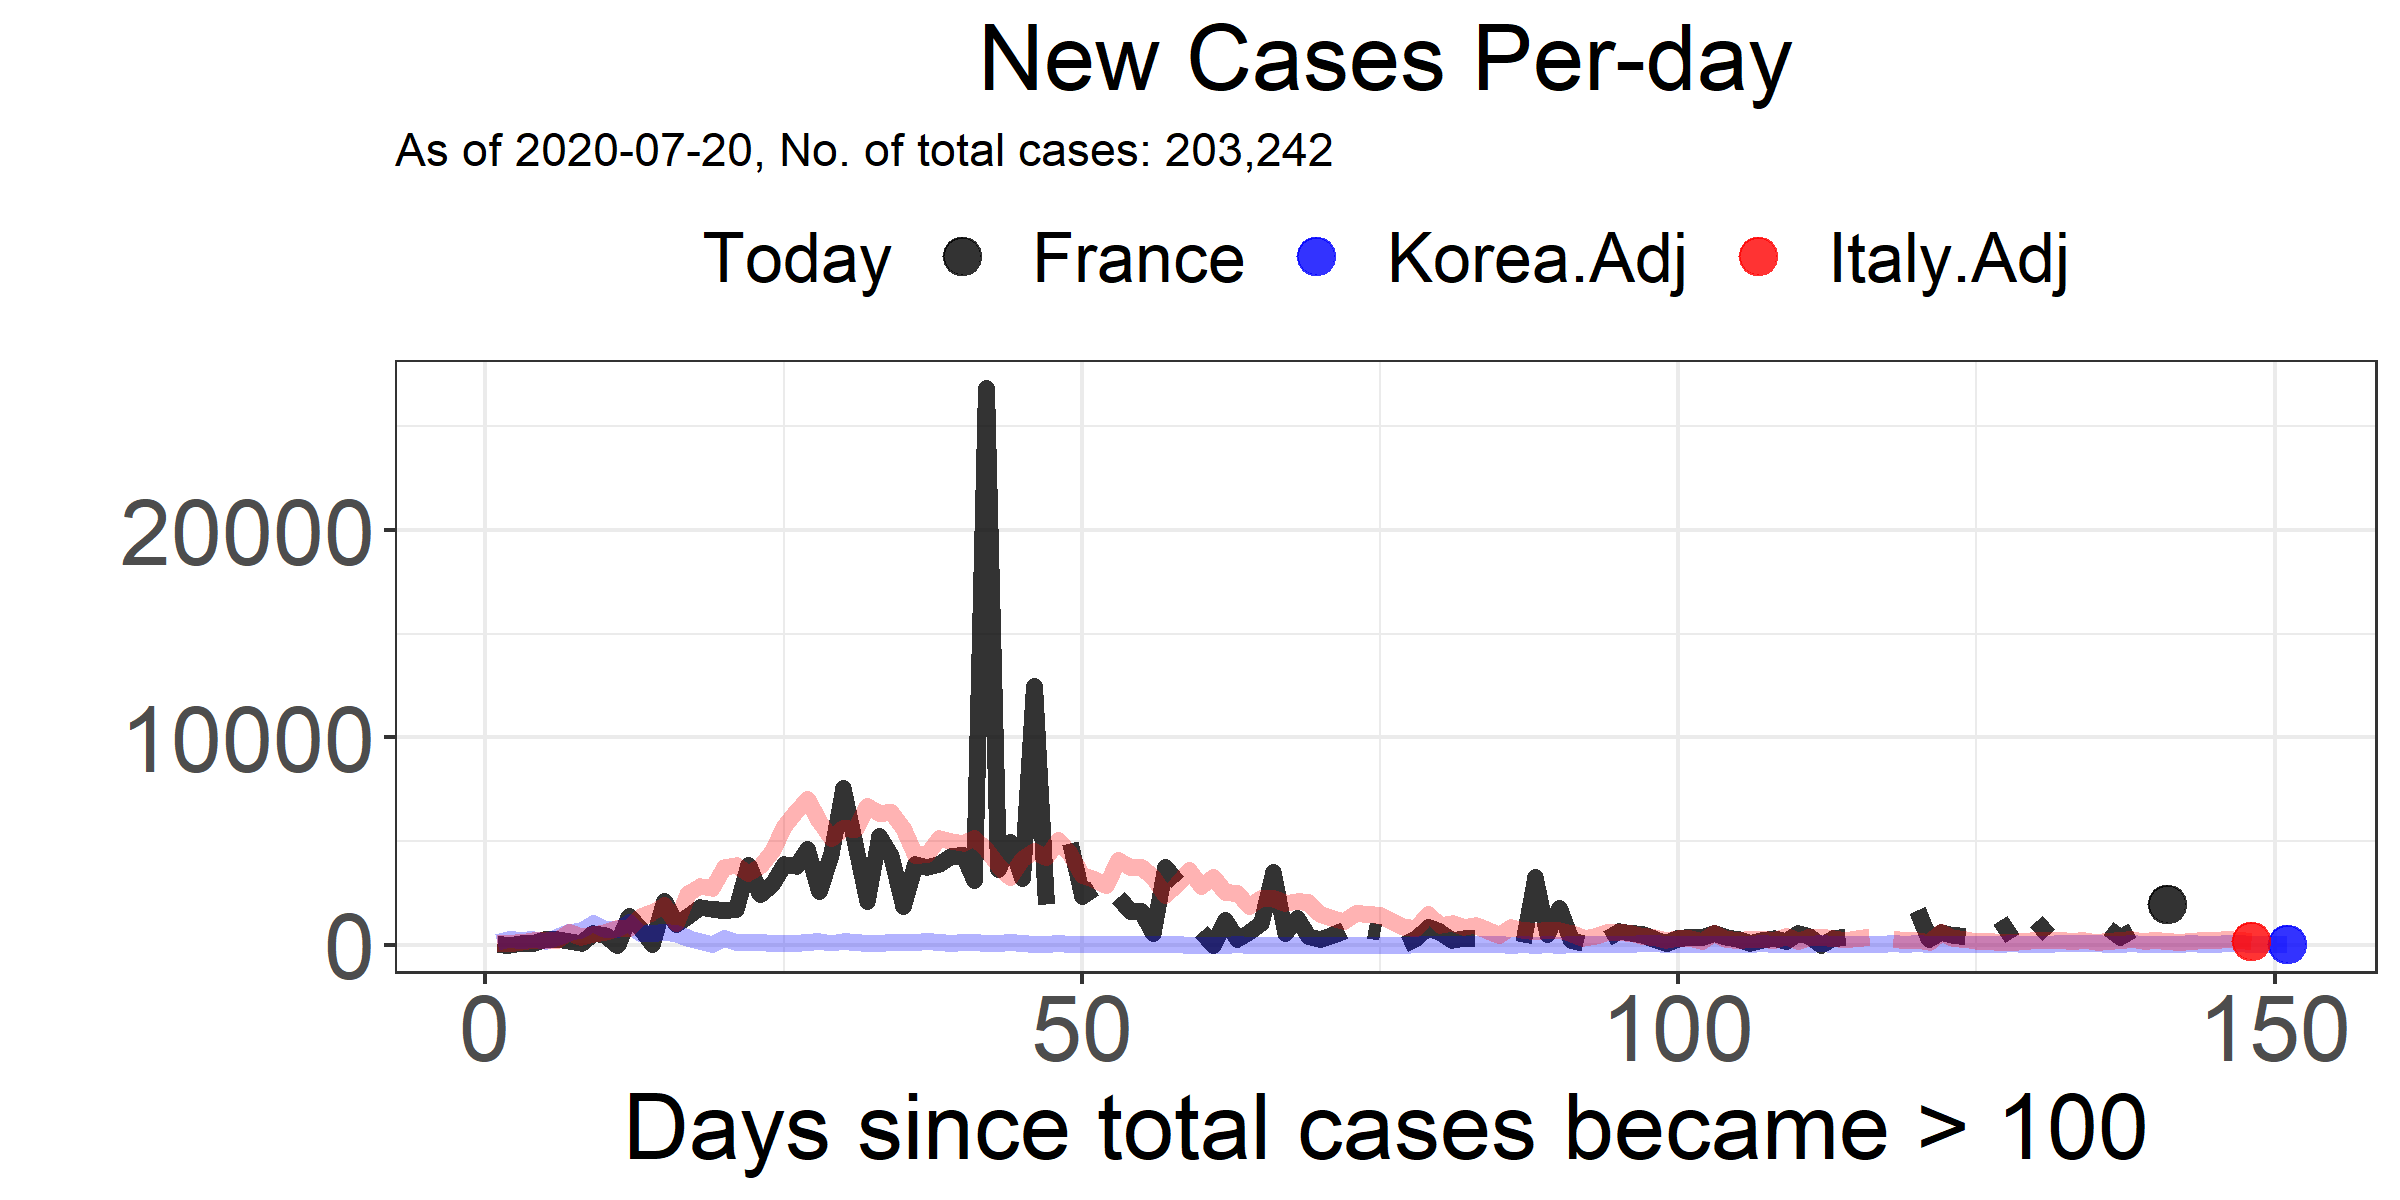 New Cases Per-day
As of 2020-07-20, No. of total cases: 203,242
Today France Korea.Adj Italy.Adj
20000
10000
0
0 50 100 150
Days since total cases became > 100